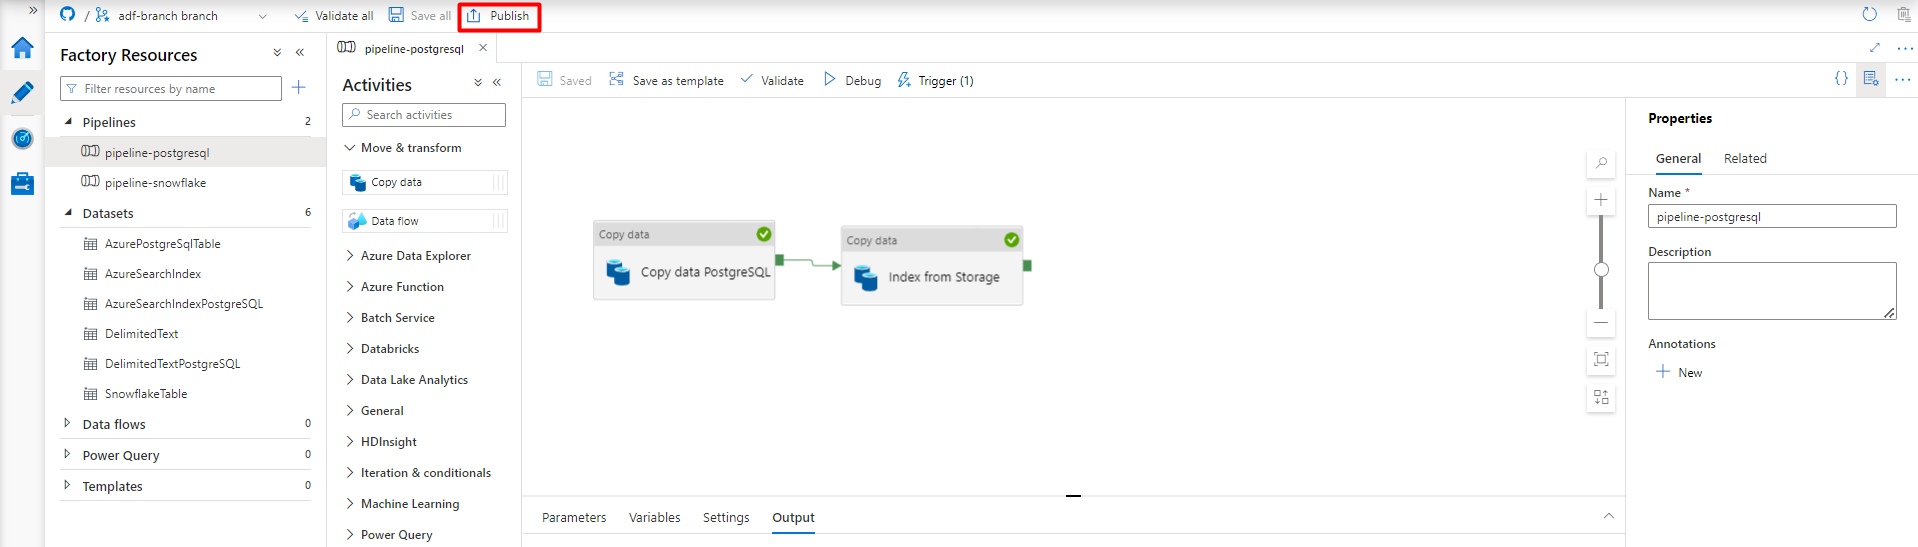 / adf-branch branch
Validate all
Save all
Publish
Factory Resources
Filter resources by name
Pipelines 2
pipeline-postgresql
pipeline-snowflake
Datasets 6
AzurePostgreSqlTable
AzureSearchIndex
AzureSearchIndexPostgreSQL
DelimitedText
DelimitedTextPostgreSQL
SnowflakeTable
Data flows 0
Power Query 0
Templates 0
pipeline-postgresql
Activities
Search activities
Move & transform
Copy data
Data flow
Azure Data Explorer
Azure Function
Batch Service
Databricks
Data Lake Analytics
General
HDInsight
Iteration & conditionals
Machine Learning
Power Query
Saved
Save as template
Validate
Debug
Trigger (1)
{}
Copy data
Copy data PostgreSQL
Copy data
Index from Storage
Parameters
Variables
Settings
Output
Properties
General
Related
Name *
pipeline-postgresql
Description
Annotations
New